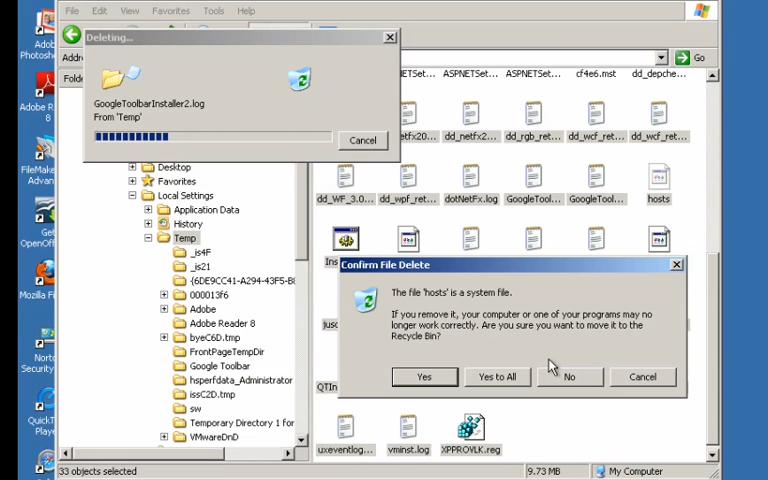 File Edit View Favorites Tools Help
Deleting...
GoogleToolbarInstaller2.log
From 'Temp'
Cancel
Go
Desktop
Favorites
Local Settings
Application Data
History
Temp
_is4F
_is21
{6DE9CC41-A294-43F5-B8
000013f6
Adobe
Adobe Reader 8
byeC6D.tmp
FrontPageTempDir
Google Toolbar
hsperfdata_Administrator
issC2D.tmp
sw
Temporary Directory 1 for
VMwareDnD
ASPNETSet... ASPNETSet... cf4e6.mst dd_depche
dd_netfx2... dd_rgb_ret... dd_wcf_ret... dd_wcf_ret...
dd_WF_3.0... dd_wpf_ret... dotNetFx.log GoogleTool... GoogleTool... hosts
Confirm File Delete
The file 'hosts' is a system file.
If you remove it, your computer or one of your programs may no
longer work correctly. Are you sure you want to move it to the
Recycle Bin?
Yes Yes to All No Cancel
uxeventlog... vminst.log XPPROVLK.reg
33 objects selected 9.73 MB My Computer